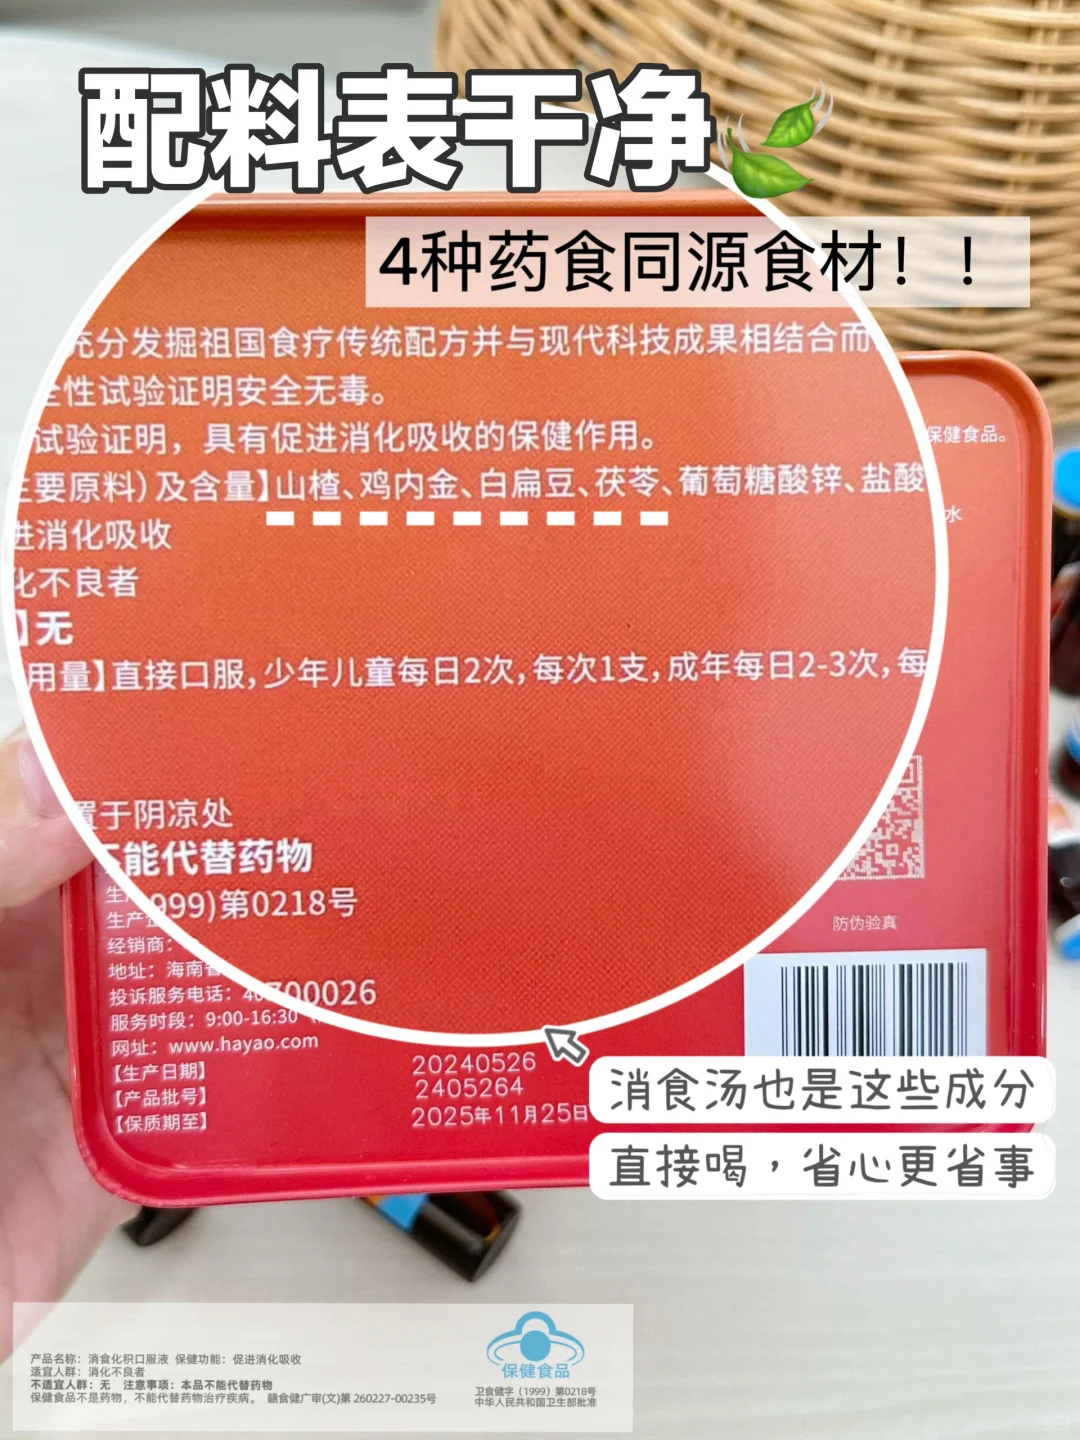 配料表干净
4种药食同源食材！！
充分发掘祖国食疗传统配方并与现代科技成果相结合而
全性试验证明安全无毒。
试验证明，具有促进消化吸收的保健作用。
保健食品。
主要原料）及含量】山楂、鸡内金、白扁豆、茯苓、葡萄糖酸锌、盐酸
水
进消化吸收
化不良者
】无
用量】直接口服，少年儿童每日2次，每次1支，成年每日2-3次，每
置于阴凉处
不能代替药物
999)第0218号
生产
经销商：
地址：海南省
投诉服务电话：40
700026
服务时段：9:00-16:30
网址：www.hayao.com
防伪验真
【生产日期】 20240526
【产品批号】 2405264
【保质期至】 2025年11月25日
消食汤也是这些成分
直接喝，省心更省事
产品名称：消食化积口服液 保健功能：促进消化吸收
适宜人群：消化不良者
不适宜人群：无 注意事项：本品不能代替药物
保健食品不是药物，不能代替药物治疗疾病。 赣食健广审(文)第 260227-00235号
保健食品
卫食健字（1999）第0218号
中华人民共和国卫生部批准